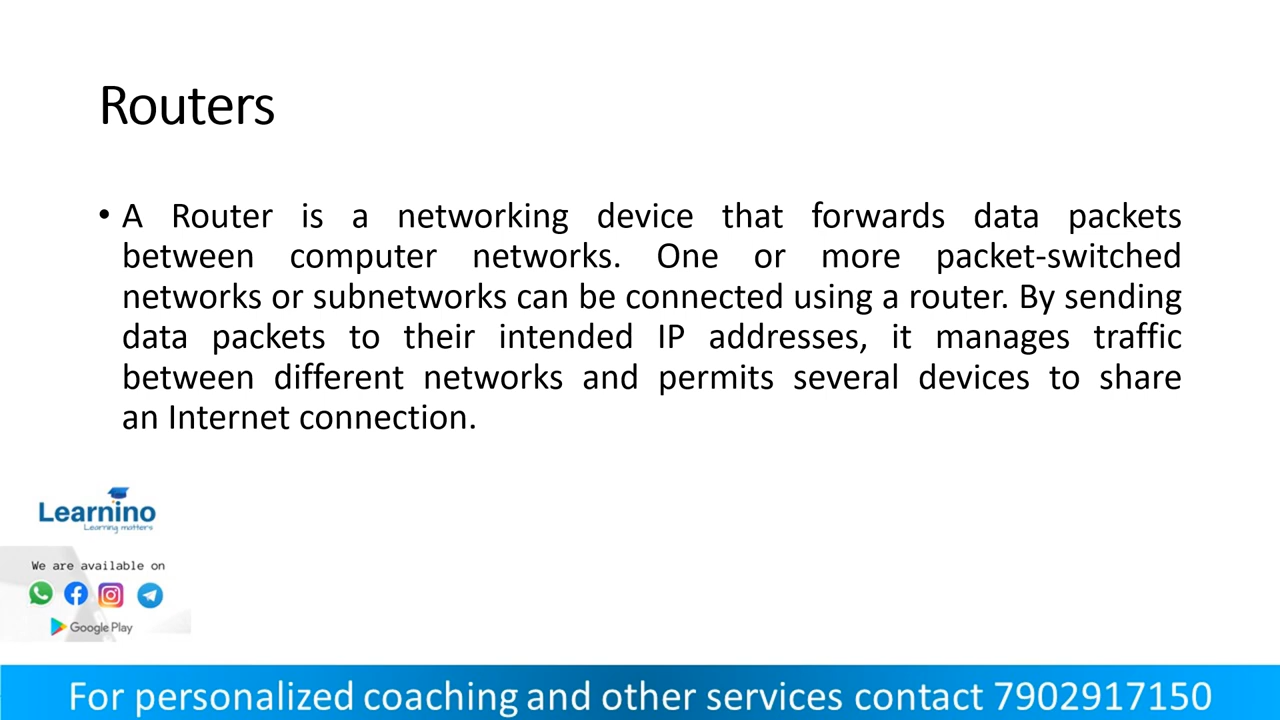 Routers
• A Router is a networking device that forwards data packets
between computer networks. One or more packet-switched
networks or subnetworks can be connected using a router. By sending
data packets to their intended IP addresses, it manages traffic
between different networks and permits several devices to share
an Internet connection.
Learnino
Learning matters
We are available on
Google Play
For personalized coaching and other services contact 7902917150